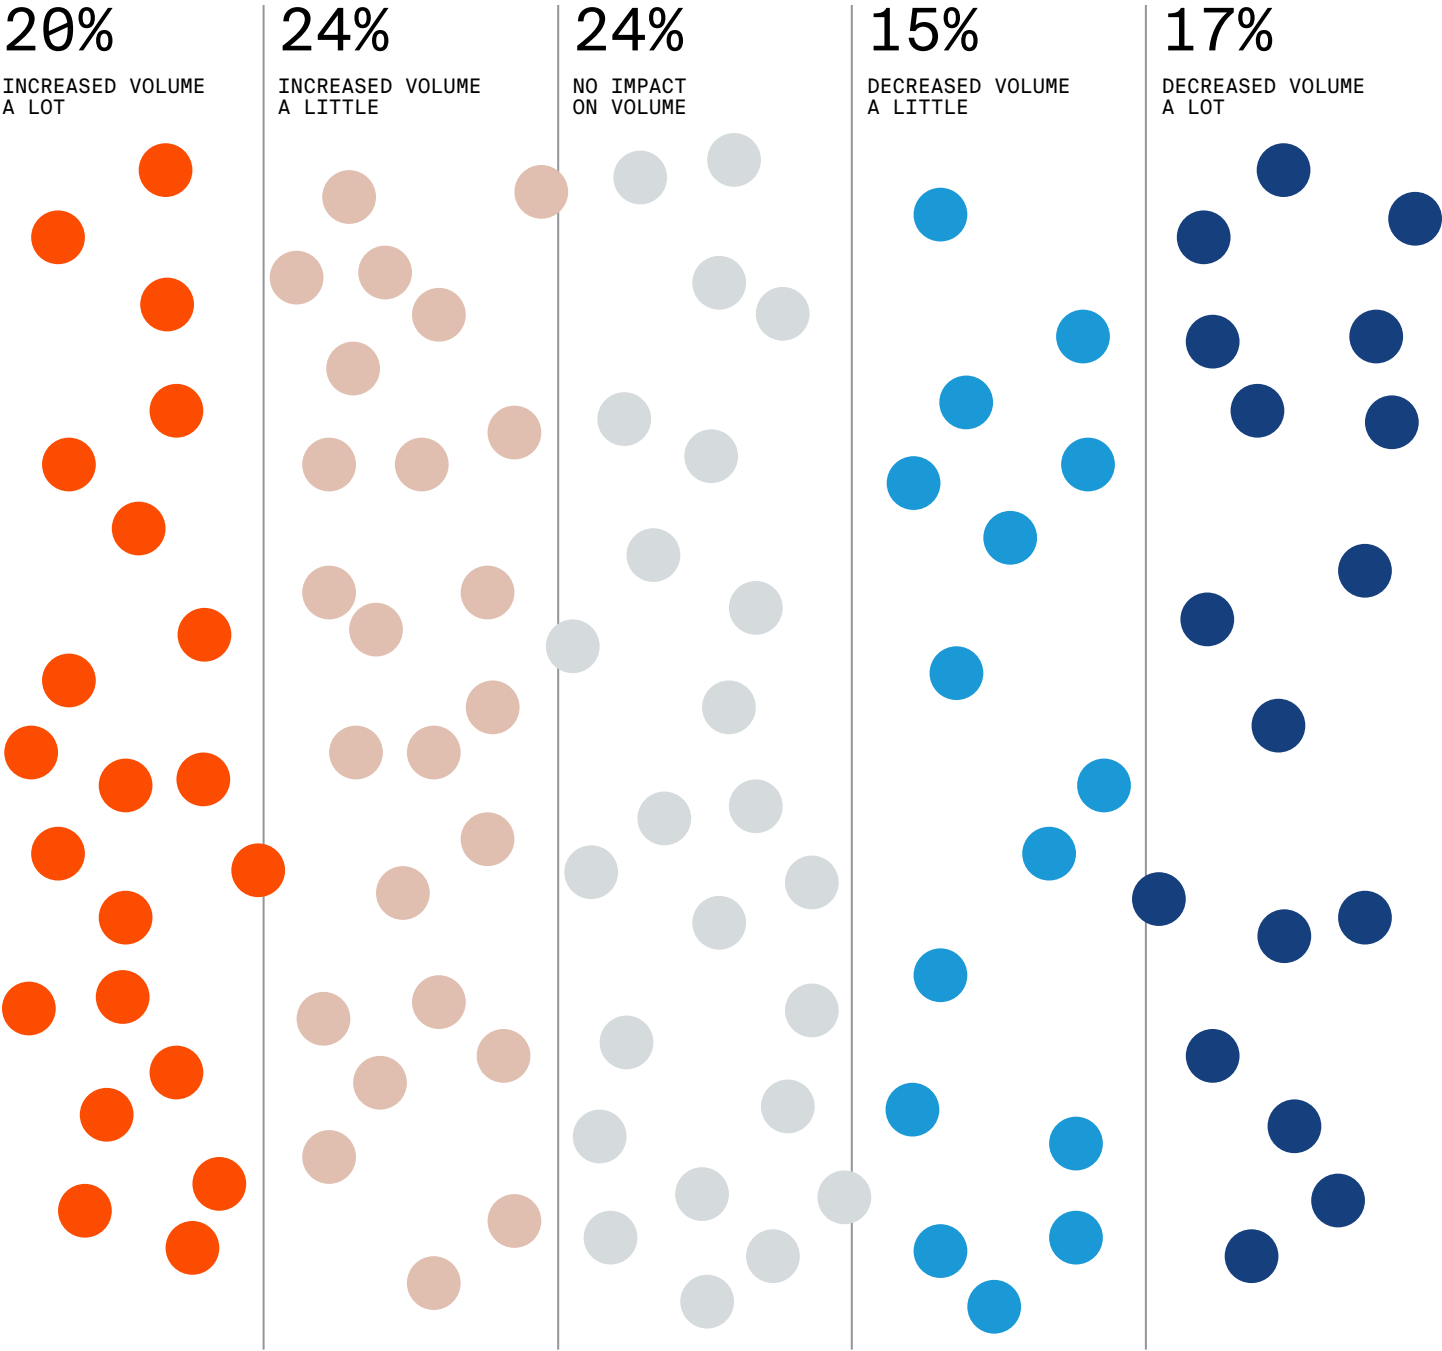 20%
INCREASED VOLUME
A LOT
24%
INCREASED VOLUME
A LITTLE
24%
NO IMPACT
ON VOLUME
15%
DECREASED VOLUME
A LITTLE
17%
DECREASED VOLUME
A LOT